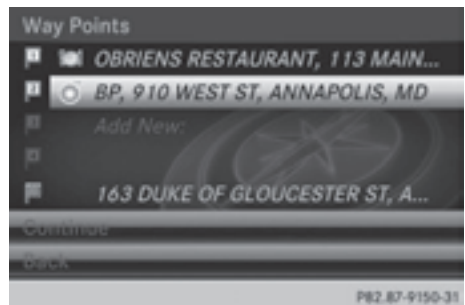 Way Points
OBRIENS RESTAURANT, 113 MAIN...
BP, 910 WEST ST, ANNAPOLIS, MD
Add New:
163 DUKE OF GLOUCESTER ST, A...
Continue
Back
P82.87-9150-31